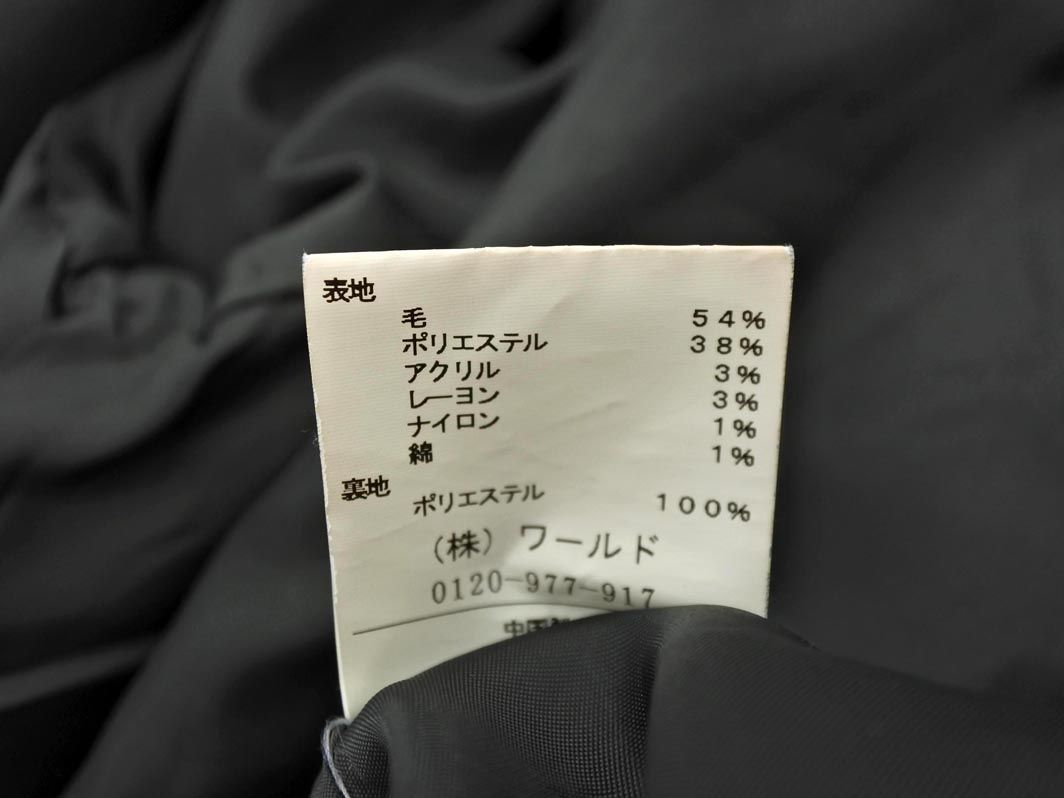 表地
毛 54%
ポリエステル 38%
アクリル 3%
レーヨン 3%
ナイロン 1%
綿 1%
裏地
ポリエステル 100%
(株) ワールド
0120-977-917
中国